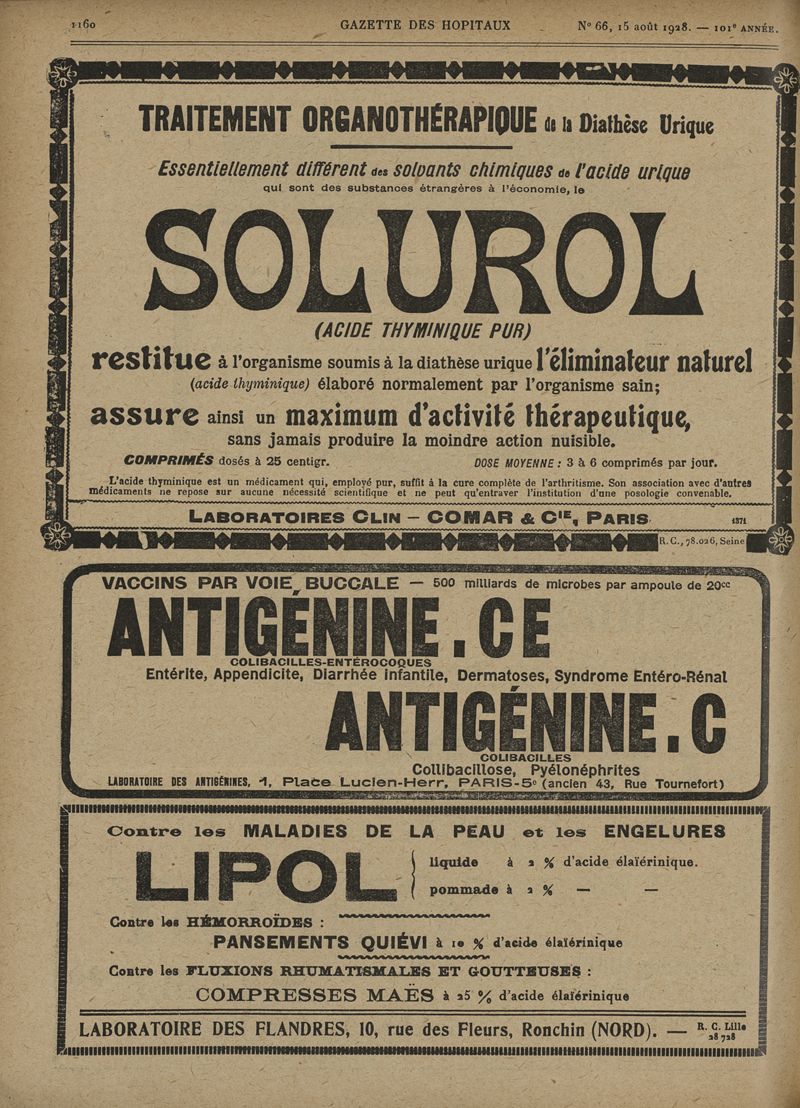 1160 GAZETTE DES HOPITAUX N° 66, 15 août 1928. — 101e ANNÉE.
TRAITEMENT ORGANOTHÉRAPIQUE de la Diathèse Urique
Essentiellement différent des solvants chimiques de l'acide urique
qui sont des substances étrangères à l'économie, le
SOLUROL
(ACIDE THYMINIQUE PUR)
restitue à l'organisme soumis à la diathèse urique l'éliminateur naturel
(acide thyminique) élaboré normalement par l'organisme sain;
assure ainsi un maximum d'activité thérapeutique,
sans jamais produire la moindre action nuisible.
COMPRIMÉS dosés à 25 centigr. DOSE MOYENNE : 3 à 6 comprimés par jour.
L'acide thyminique est un médicament qui, employé pur, suffit à la cure complète de l'arthritisme. Son association avec d'autres
médicaments ne repose sur aucune nécessité scientifique et ne peut qu'entraver l'institution d'une posologie convenable.
LABORATOIRES CLIN — COMAR & CIE, PARIS 1371
R. C., 78.026, Seine
VACCINS PAR VOIE BUCCALE — 500 milliards de microbes par ampoule de 20cc
ANTIGÉNINE.CE
COLIBACILLES-ENTÉROCOQUES
Entérite, Appendicite, Diarrhée infantile, Dermatoses, Syndrome Entéro-Rénal
ANTIGÉNINE.C
COLIBACILLES
Collibacillose, Pyélonéphrites
LABORATOIRE DES ANTIGÉNINES, 1, Place Lucien-Herr, PARIS-5e (ancien 43, Rue Tournefort)
Contre les MALADIES DE LA PEAU et les ENGELURES
LIPOL { liquide à 2 % d'acide élaïérinique.
pommade à 2 % — —
Contre les HÉMORROÏDES :
PANSEMENTS QUIÉVI à 10 % d'acide élaïérinique
Contre les FLUXIONS RHUMATISMALES ET GOUTTEUSES :
COMPRESSES MAËS à 25 % d'acide élaïérinique
LABORATOIRE DES FLANDRES, 10, rue des Fleurs, Ronchin (NORD). — R. C. Lille
28 728